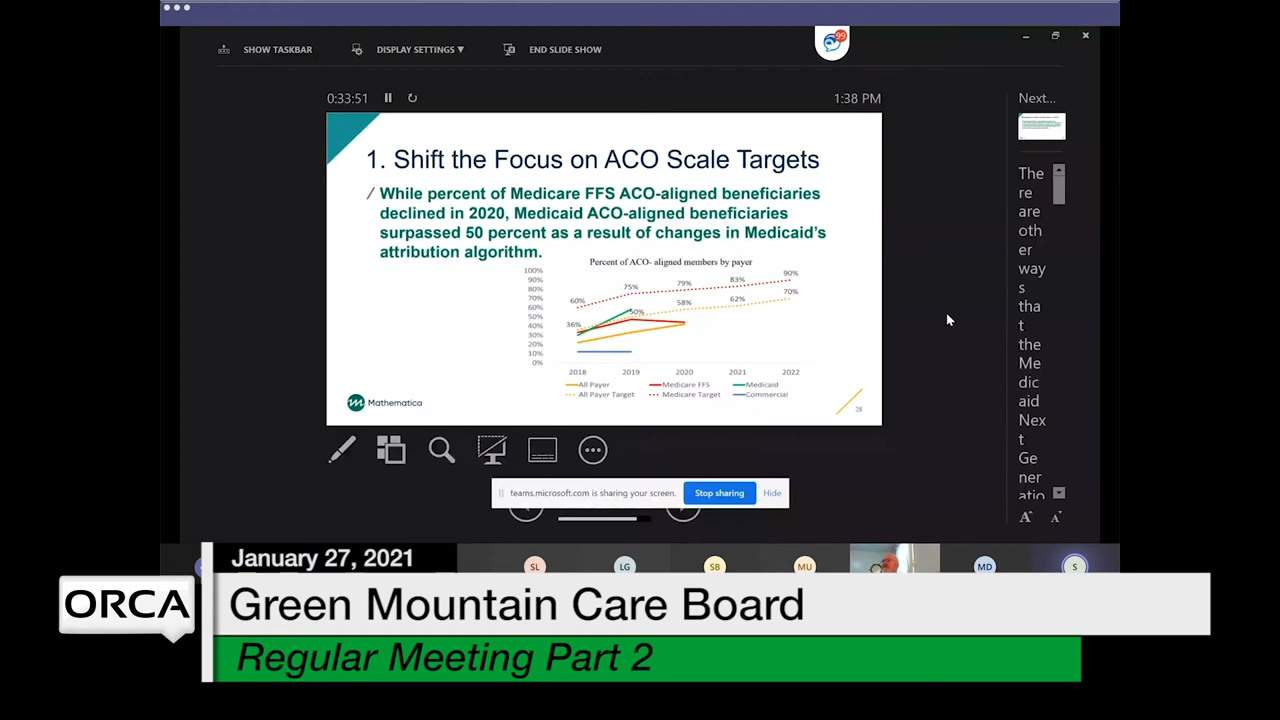 SHOW TASKBAR
DISPLAY SETTINGS ▼
END SLIDE SHOW
99
0:33:51
1:38 PM
Next...
1. Shift the Focus on ACO Scale Targets
/ While percent of Medicare FFS ACO-aligned beneficiaries
declined in 2020, Medicaid ACO-aligned beneficiaries
surpassed 50 percent as a result of changes in Medicaid's
attribution algorithm.
Percent of ACO- aligned members by payer
100%
90%
80%
70%
60%
50%
40%
30%
20%
10%
0%
60%
75%
79%
83%
90%
36%
50%
58%
62%
70%
2018 2019 2020 2021 2022
All Payer Medicare FFS Medicaid
All Payer Target Medicare Target Commercial
Mathematica
28
The
re
are
oth
er
way
s
tha
t
the
Me
dic
aid
Nex
t
Ge
ner
atio
A A
teams.microsoft.com is sharing your screen.
Stop sharing
Hide
SL
LG
SB
MU
MD
S
January 27, 2021
ORCA
Green Mountain Care Board
Regular Meeting Part 2